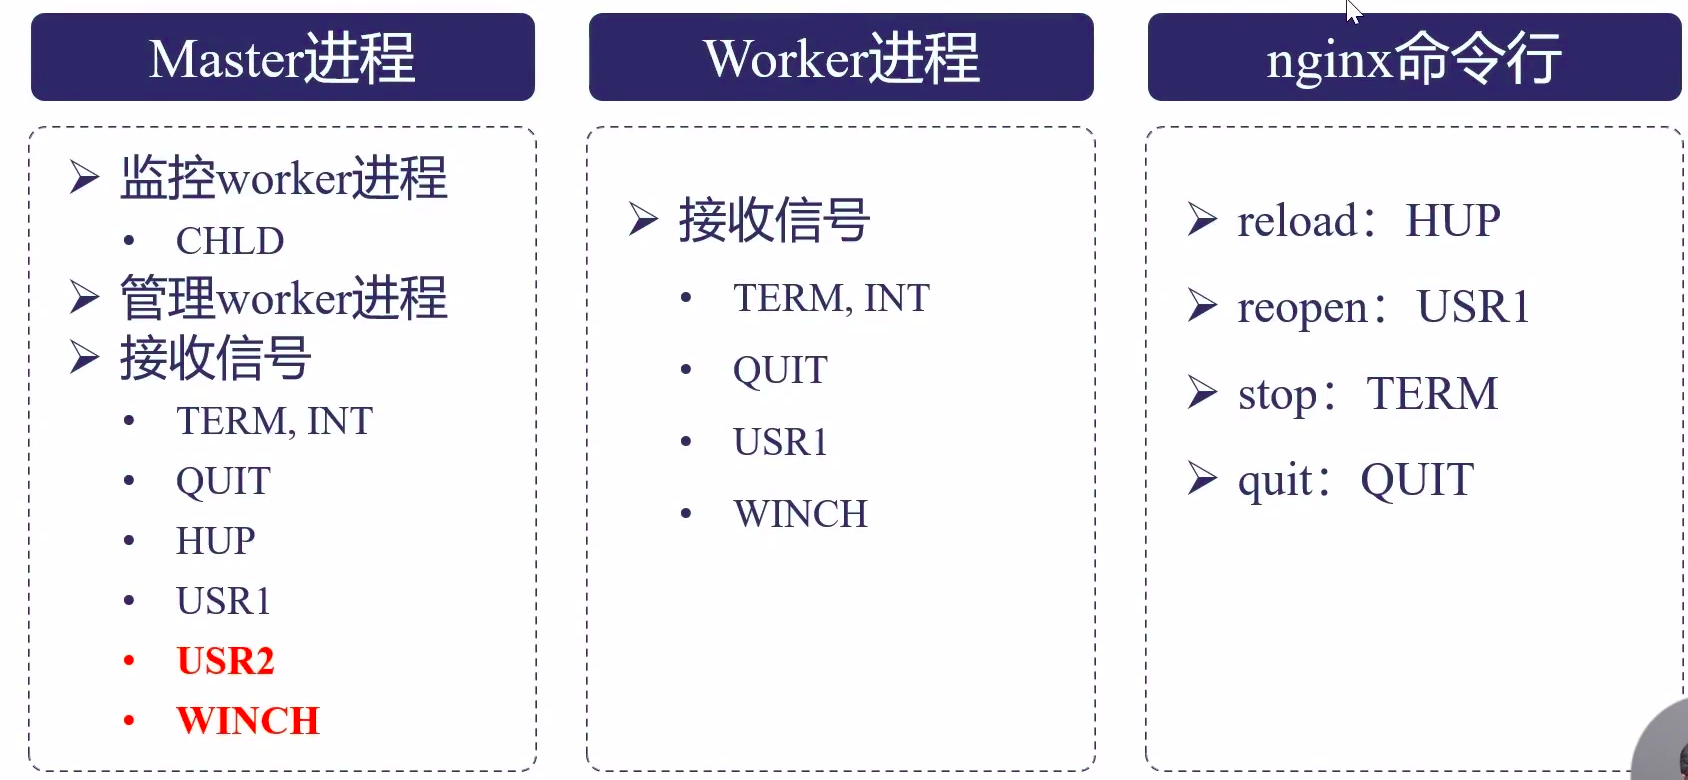 Master进程
监控worker进程
CHLD
管理worker进程
接收信号
TERM, INT
QUIT
HUP
USR1
USR2
WINCH
Worker进程
接收信号
TERM, INT
QUIT
USR1
WINCH
nginx命令行
reload：HUP
reopen：USR1
stop：TERM
quit：QUIT